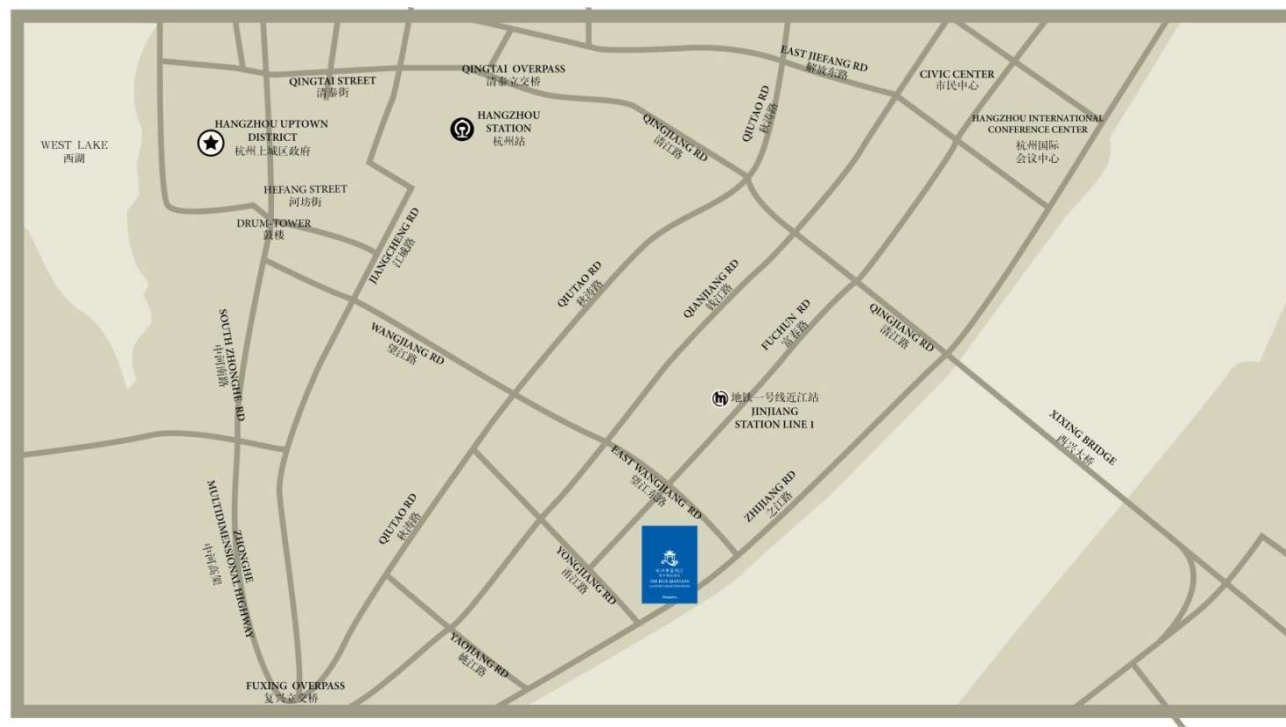 EAST JIEFANG RD
解放东路
QINGTAI OVERPASS
清泰立交桥
QINGTAI STREET
清泰街
CIVIC CENTER
市民中心
QIUTAO RD
秋涛路
HANGZHOU UPTOWN
DISTRICT
杭州上城区政府
HANGZHOU
STATION
杭州站
QINGJIANG RD
清江路
HANGZHOU INTERNATIONAL
CONFERENCE CENTER
杭州国际
会议中心
WEST LAKE
西湖
HEFANG STREET
河坊街
DRUM-TOWER
鼓楼
JIANGCHENG RD
江城路
QIUTAO RD
秋涛路
QIANJIANG RD
钱江路
FUCHUN RD
富春路
QINGJIANG RD
清江路
SOUTH ZHONGHE RD
中河南路
WANGJIANG RD
望江路
地铁一号线近江站
JINJIANG
STATION LINE 1
XIXING BRIDGE
西兴大桥
EAST WANGJIANG RD
望江东路
ZHIJIANG RD
之江路
QIUTAO RD
秋涛路
ZHONGHE
MULTIDIMENSIONAL HIGHWAY
中河高架
YONGJIANG RD
甬江路
YAOJIANG RD
姚江路
FUXING OVERPASS
复兴立交桥